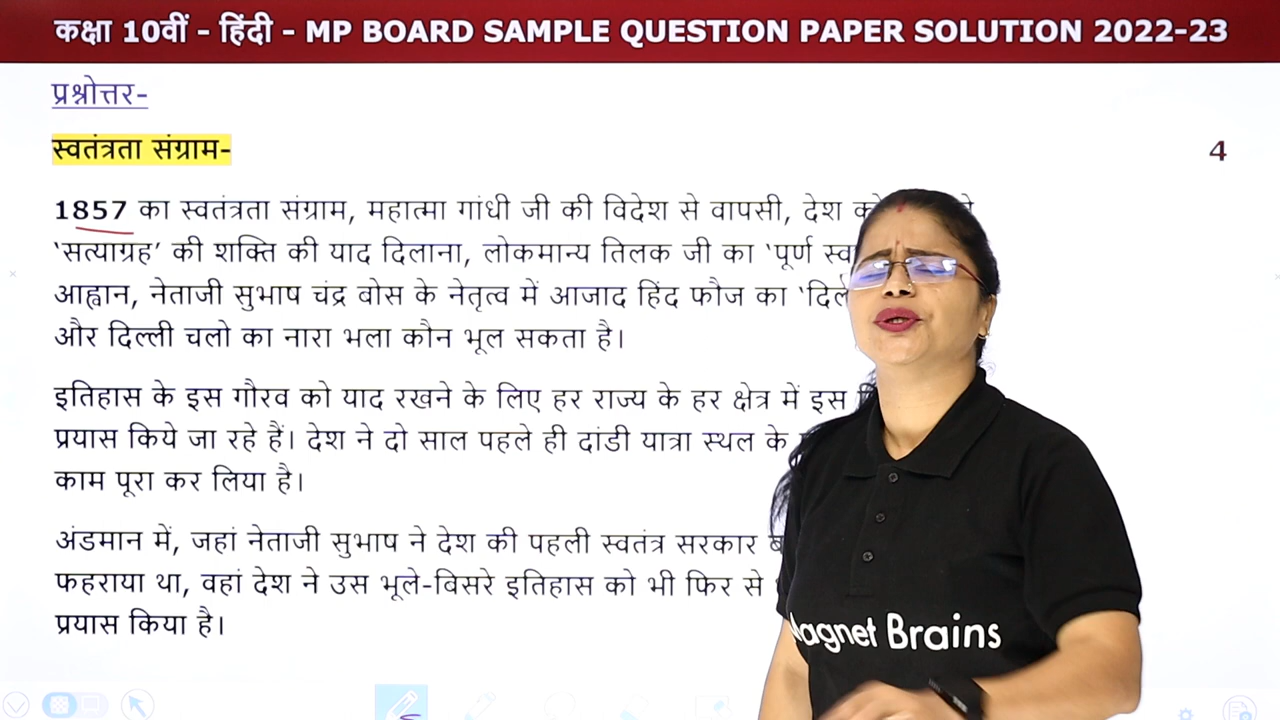 कक्षा 10वीं - हिंदी - MP BOARD SAMPLE QUESTION PAPER SOLUTION 2022-23
प्रश्नोत्तर-
स्वतंत्रता संग्राम- 4
1857 का स्वतंत्रता संग्राम, महात्मा गांधी जी की विदेश से वापसी, देश
'सत्याग्रह' की शक्ति की याद दिलाना, लोकमान्य तिलक जी का 'पूर्ण
आह्वान, नेताजी सुभाष चंद्र बोस के नेतृत्व में आजाद हिंद फौज का
और दिल्ली चलो का नारा भला कौन भूल सकता है।
इतिहास के इस गौरव को याद रखने के लिए हर राज्य के हर क्षेत्र में इस
प्रयास किये जा रहे हैं। देश ने दो साल पहले ही दांडी यात्रा स्थल के
काम पूरा कर लिया है।
अंडमान में, जहां नेताजी सुभाष ने देश की पहली स्वतंत्र सरकार
फहराया था, वहां देश ने उस भूले-बिसरे इतिहास को भी फिर से
प्रयास किया है।
Magnet Brains